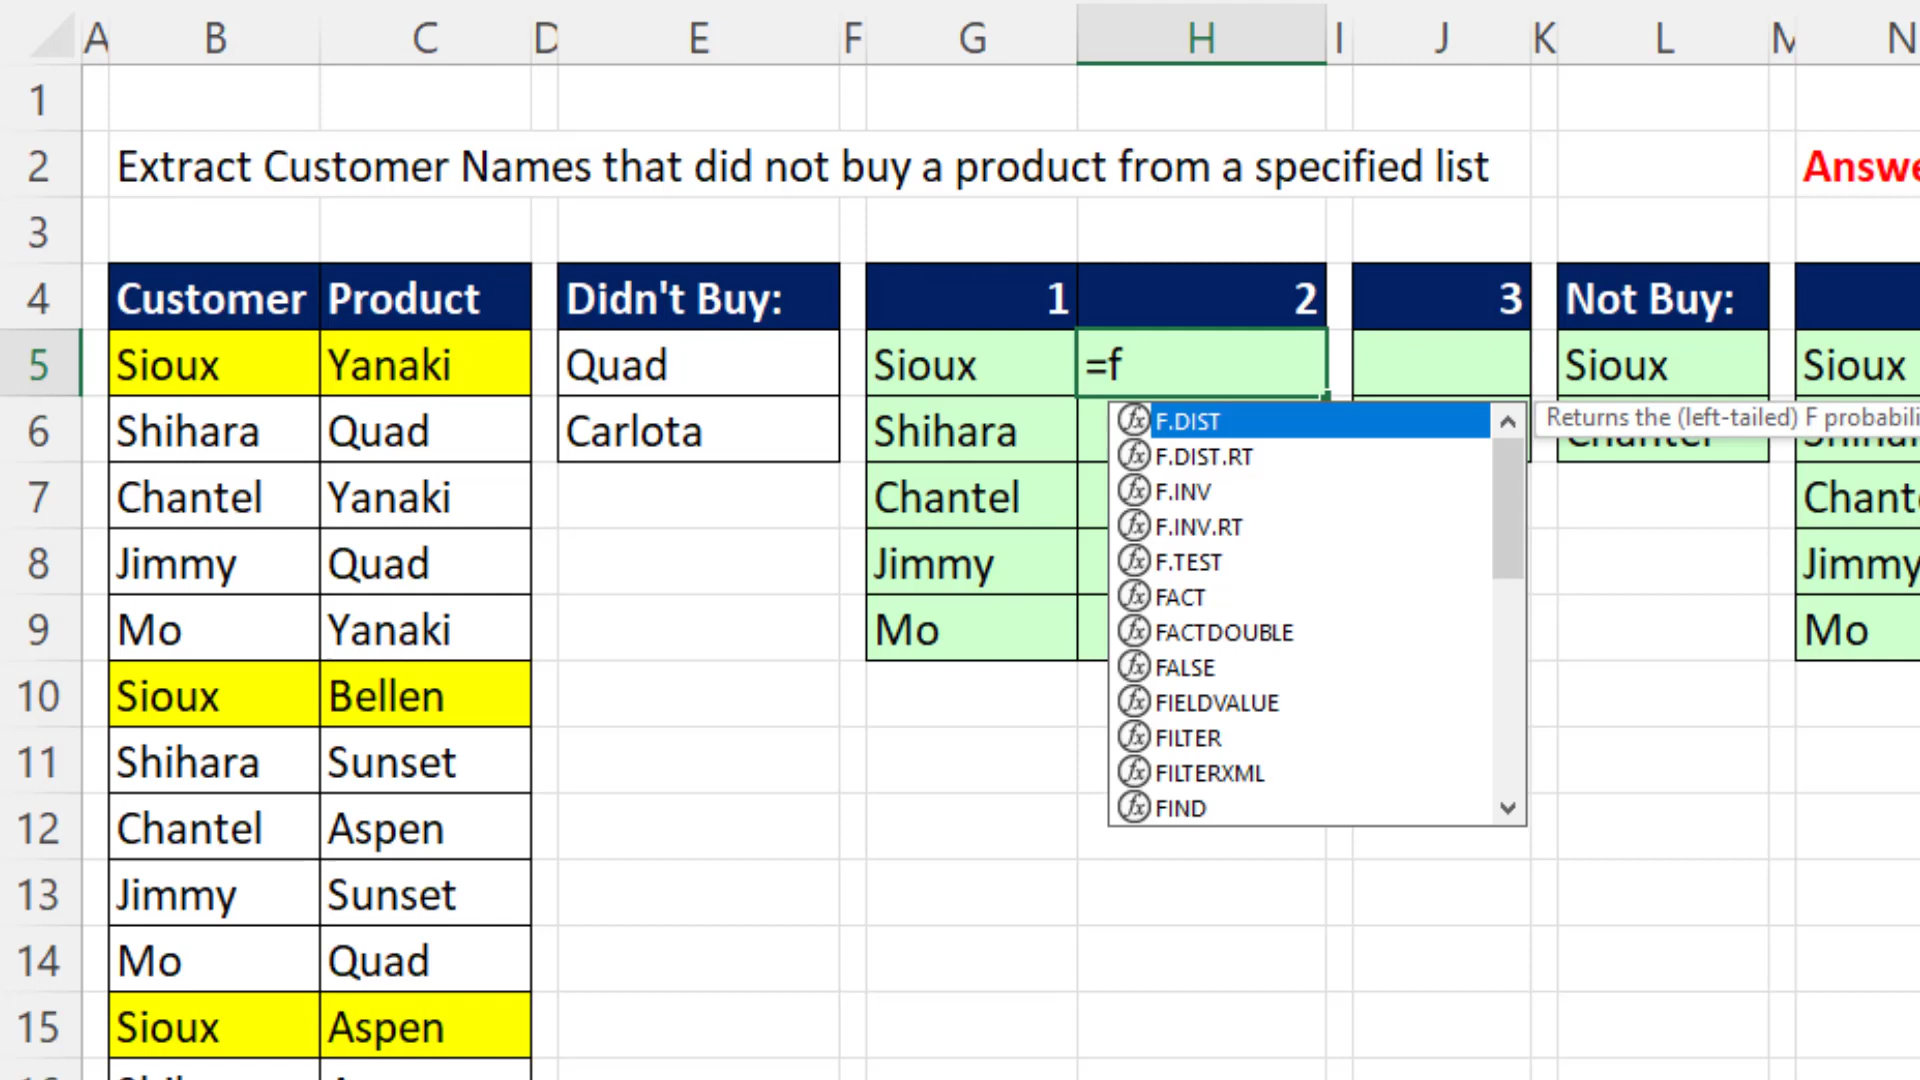 A B C D E F G H I J K L M N
1
2 Extract Customer Names that did not buy a product from a specified list Answe
3
4 Customer Product Didn't Buy: 1 2 3 Not Buy:
5 Sioux Yanaki Quad Sioux =f Sioux Sioux
6 Shihara Quad Carlota Shihara Chantel Shihar
7 Chantel Yanaki Chantel Chante
8 Jimmy Quad Jimmy Jimmy
9 Mo Yanaki Mo Mo
10 Sioux Bellen
11 Shihara Sunset
12 Chantel Aspen
13 Jimmy Sunset
14 Mo Quad
15 Sioux Aspen
F.DIST
F.DIST.RT
F.INV
F.INV.RT
F.TEST
FACT
FACTDOUBLE
FALSE
FIELDVALUE
FILTER
FILTERXML
FIND
Returns the (left-tailed) F probabili